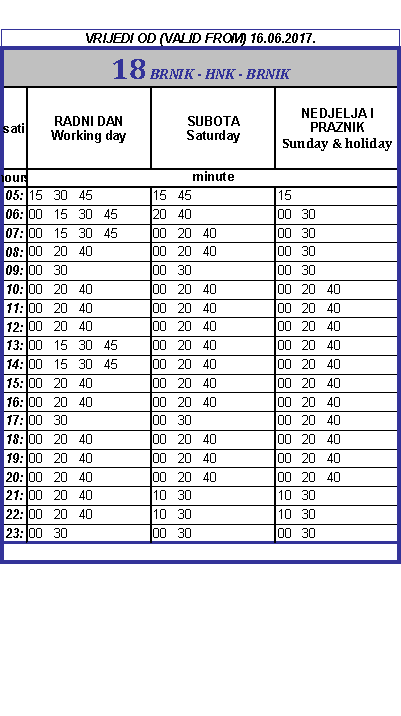 VRIJEDI OD (VALID FROM) 16.06.2017.
18 BRNIK - HNK - BRNIK
sati RADNI DAN Working day SUBOTA Saturday NEDJELJA I PRAZNIK Sunday & holiday
hours minute
05: 15 30 45 15 45 15
06: 00 15 30 45 20 40 00 30
07: 00 15 30 45 00 20 40 00 30
08: 00 20 40 00 20 40 00 30
09: 00 30 00 30 00 30
10: 00 20 40 00 20 40 00 20 40
11: 00 20 40 00 20 40 00 20 40
12: 00 20 40 00 20 40 00 20 40
13: 00 15 30 45 00 20 40 00 20 40
14: 00 15 30 45 00 20 40 00 20 40
15: 00 20 40 00 20 40 00 20 40
16: 00 20 40 00 20 40 00 20 40
17: 00 30 00 30 00 20 40
18: 00 20 40 00 20 40 00 20 40
19: 00 20 40 00 20 40 00 20 40
20: 00 20 40 00 20 40 00 20 40
21: 00 20 40 10 30 10 30
22: 00 20 40 10 30 10 30
23: 00 30 00 30 00 30